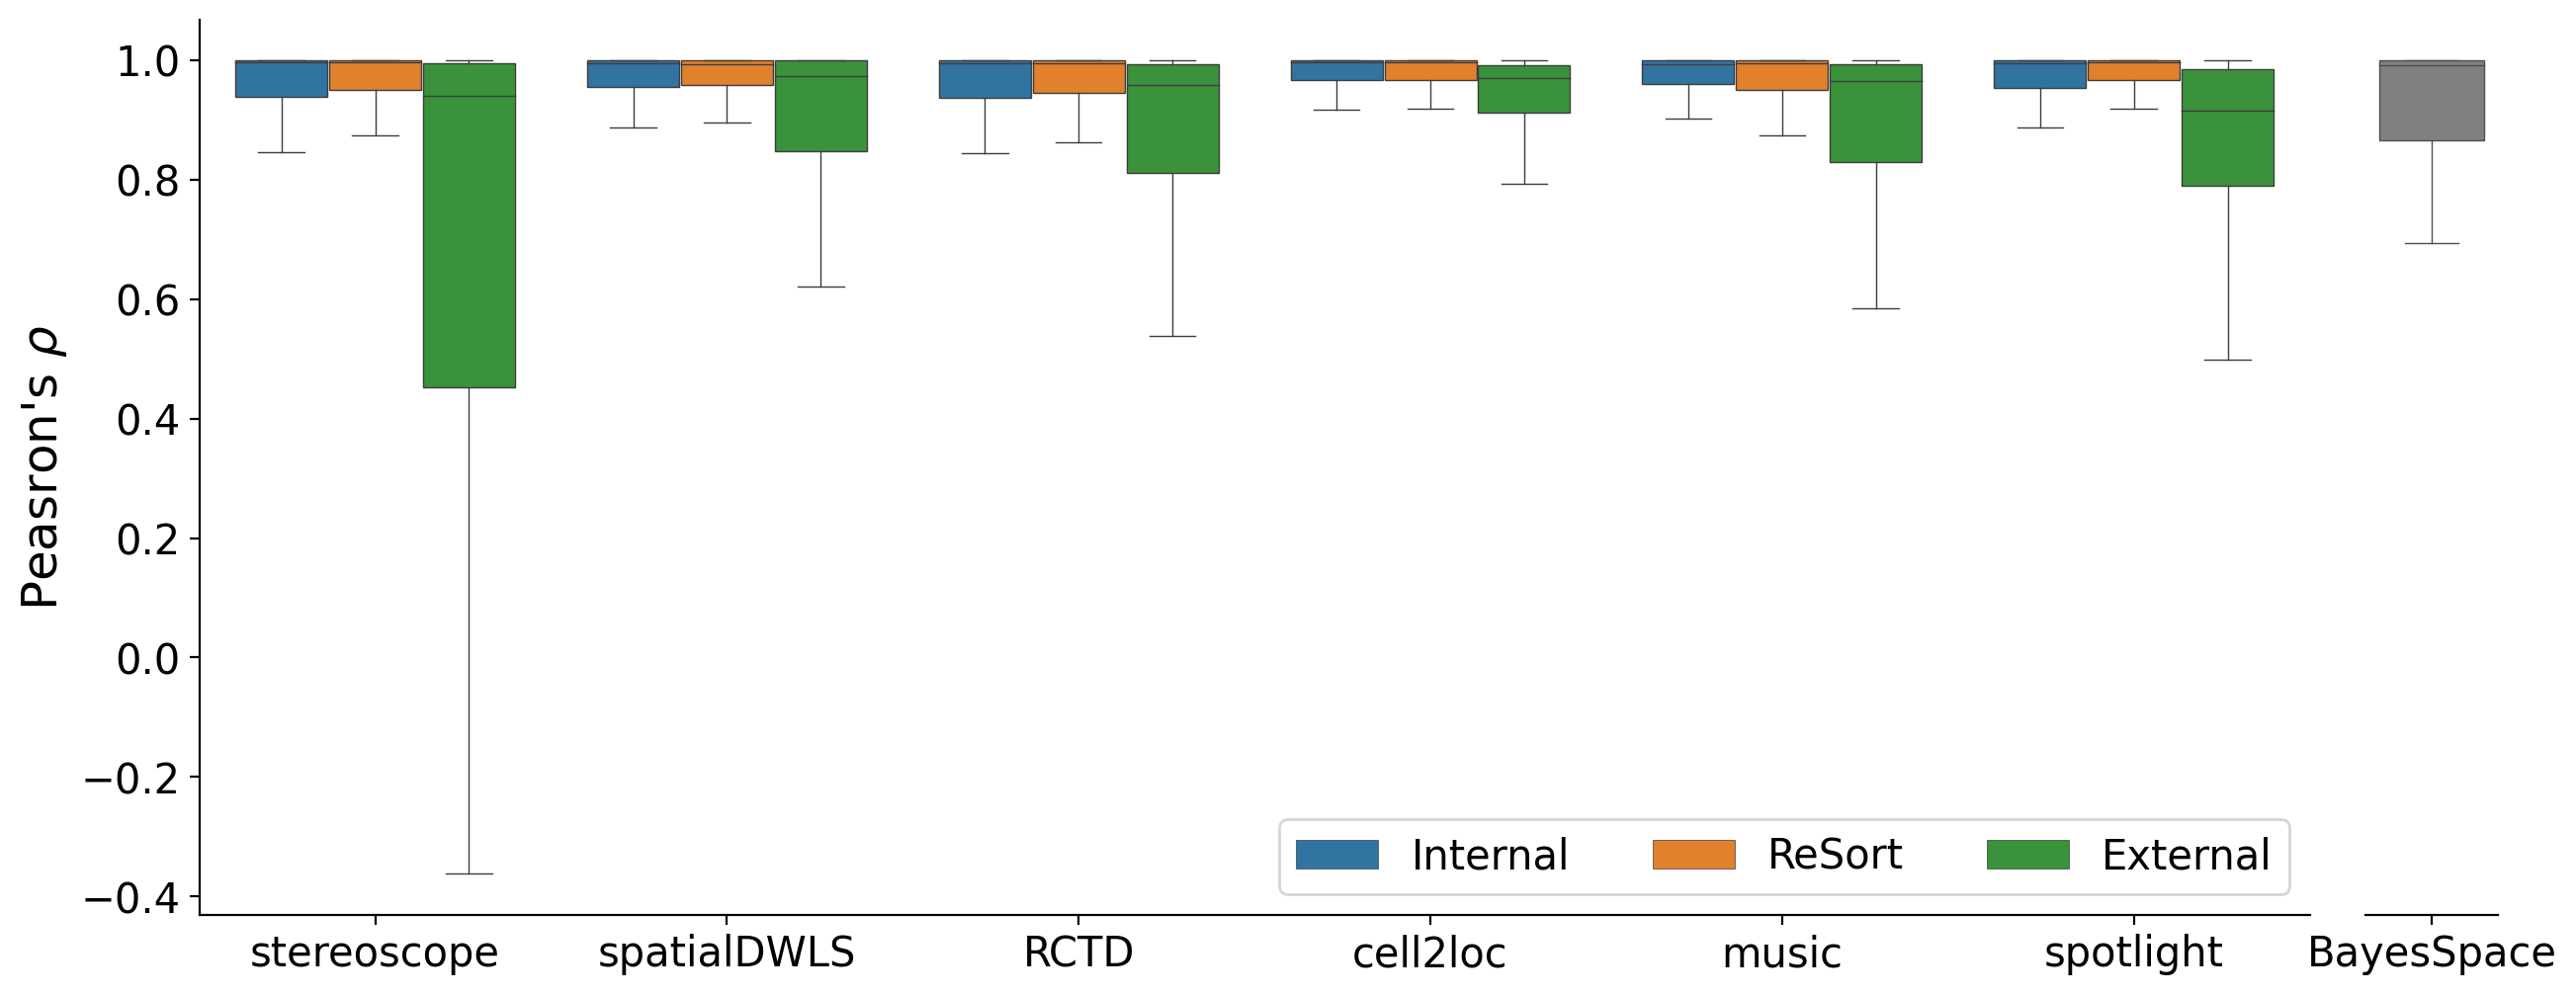 Peasron's ρ
1.0
0.8
0.6
0.4
0.2
0.0
−0.2
−0.4
Internal ReSort External
stereoscope spatialDWLS RCTD cell2loc music spotlight BayesSpace